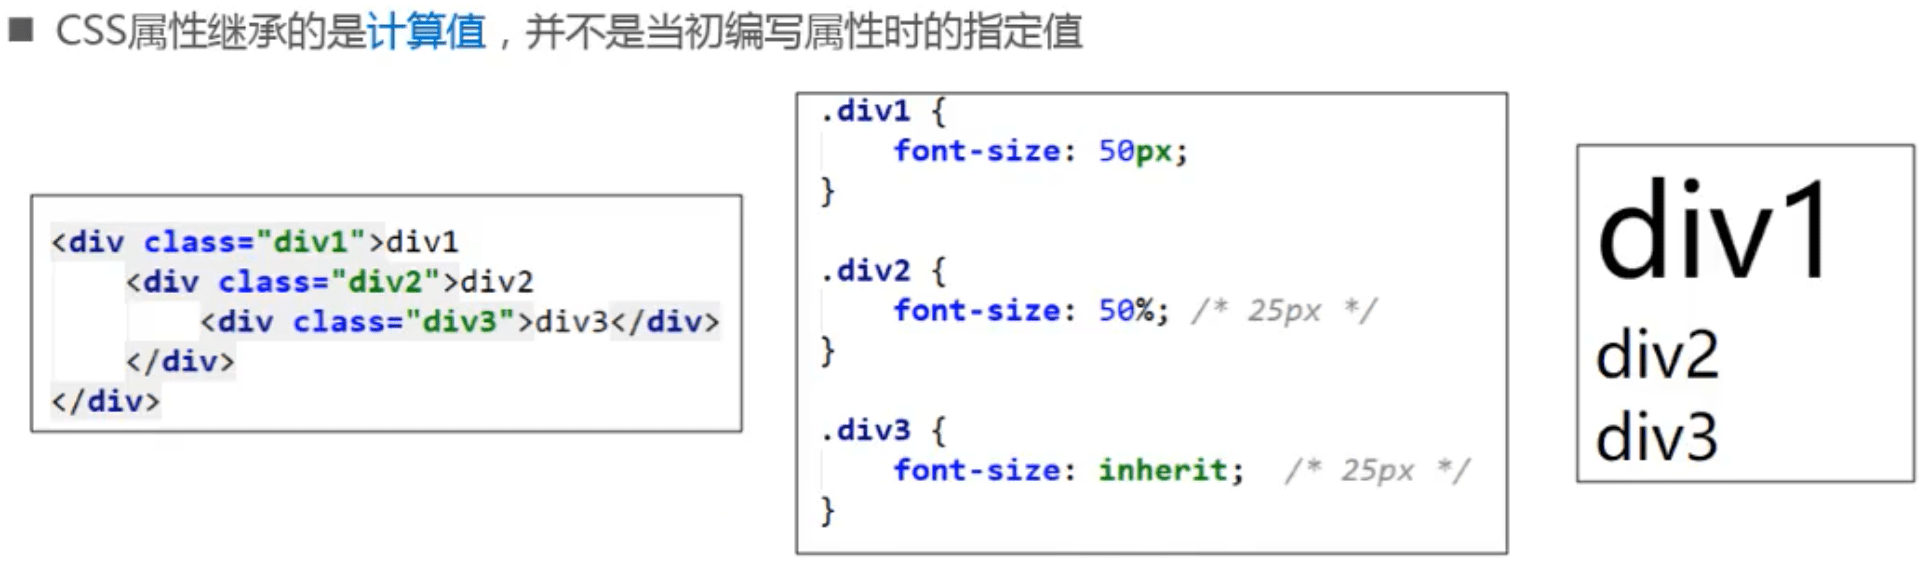 ■ CSS属性继承的是计算值，并不是当初编写属性时的指定值
<div class="div1">div1
<div class="div2">div2
<div class="div3">div3</div>
</div>
</div>
.div1 {
font-size: 50px;
}
.div2 {
font-size: 50%; /* 25px */
}
.div3 {
font-size: inherit; /* 25px */
}
div1
div2
div3